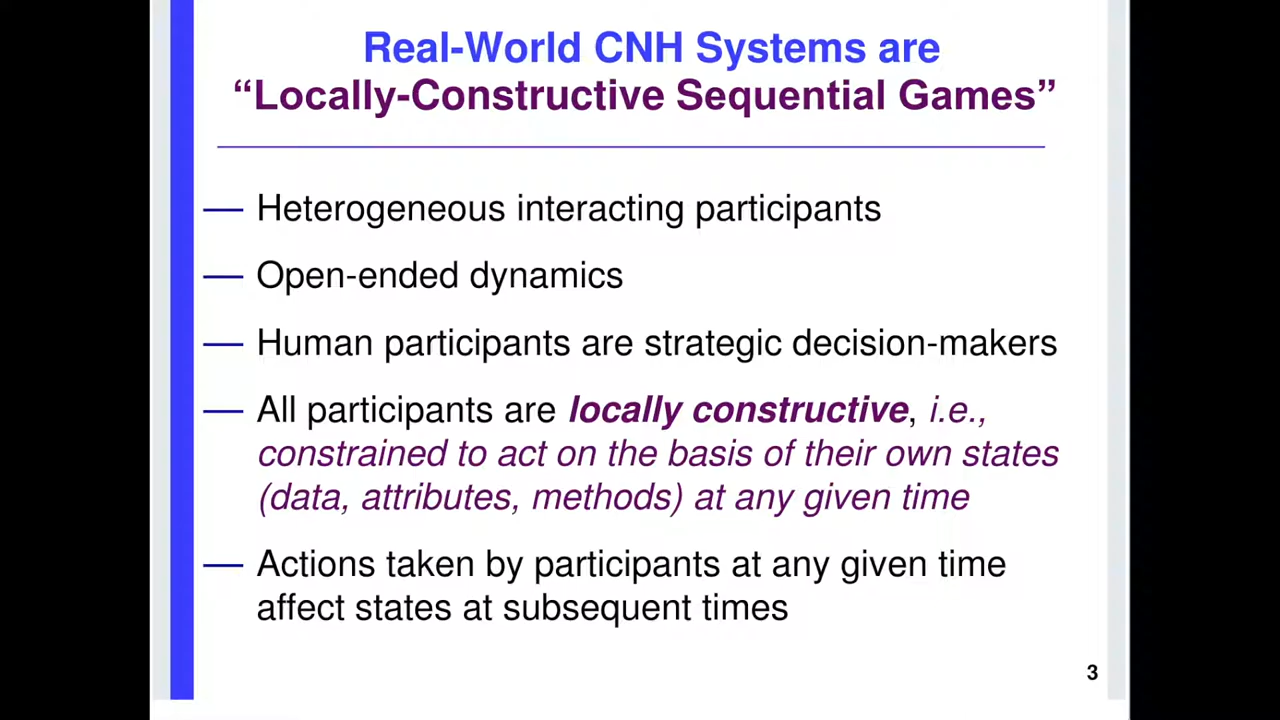 Real-World CNH Systems are
“Locally-Constructive Sequential Games”
— Heterogeneous interacting participants
— Open-ended dynamics
— Human participants are strategic decision-makers
— All participants are locally constructive, i.e.,
constrained to act on the basis of their own states
(data, attributes, methods) at any given time
— Actions taken by participants at any given time
affect states at subsequent times
3